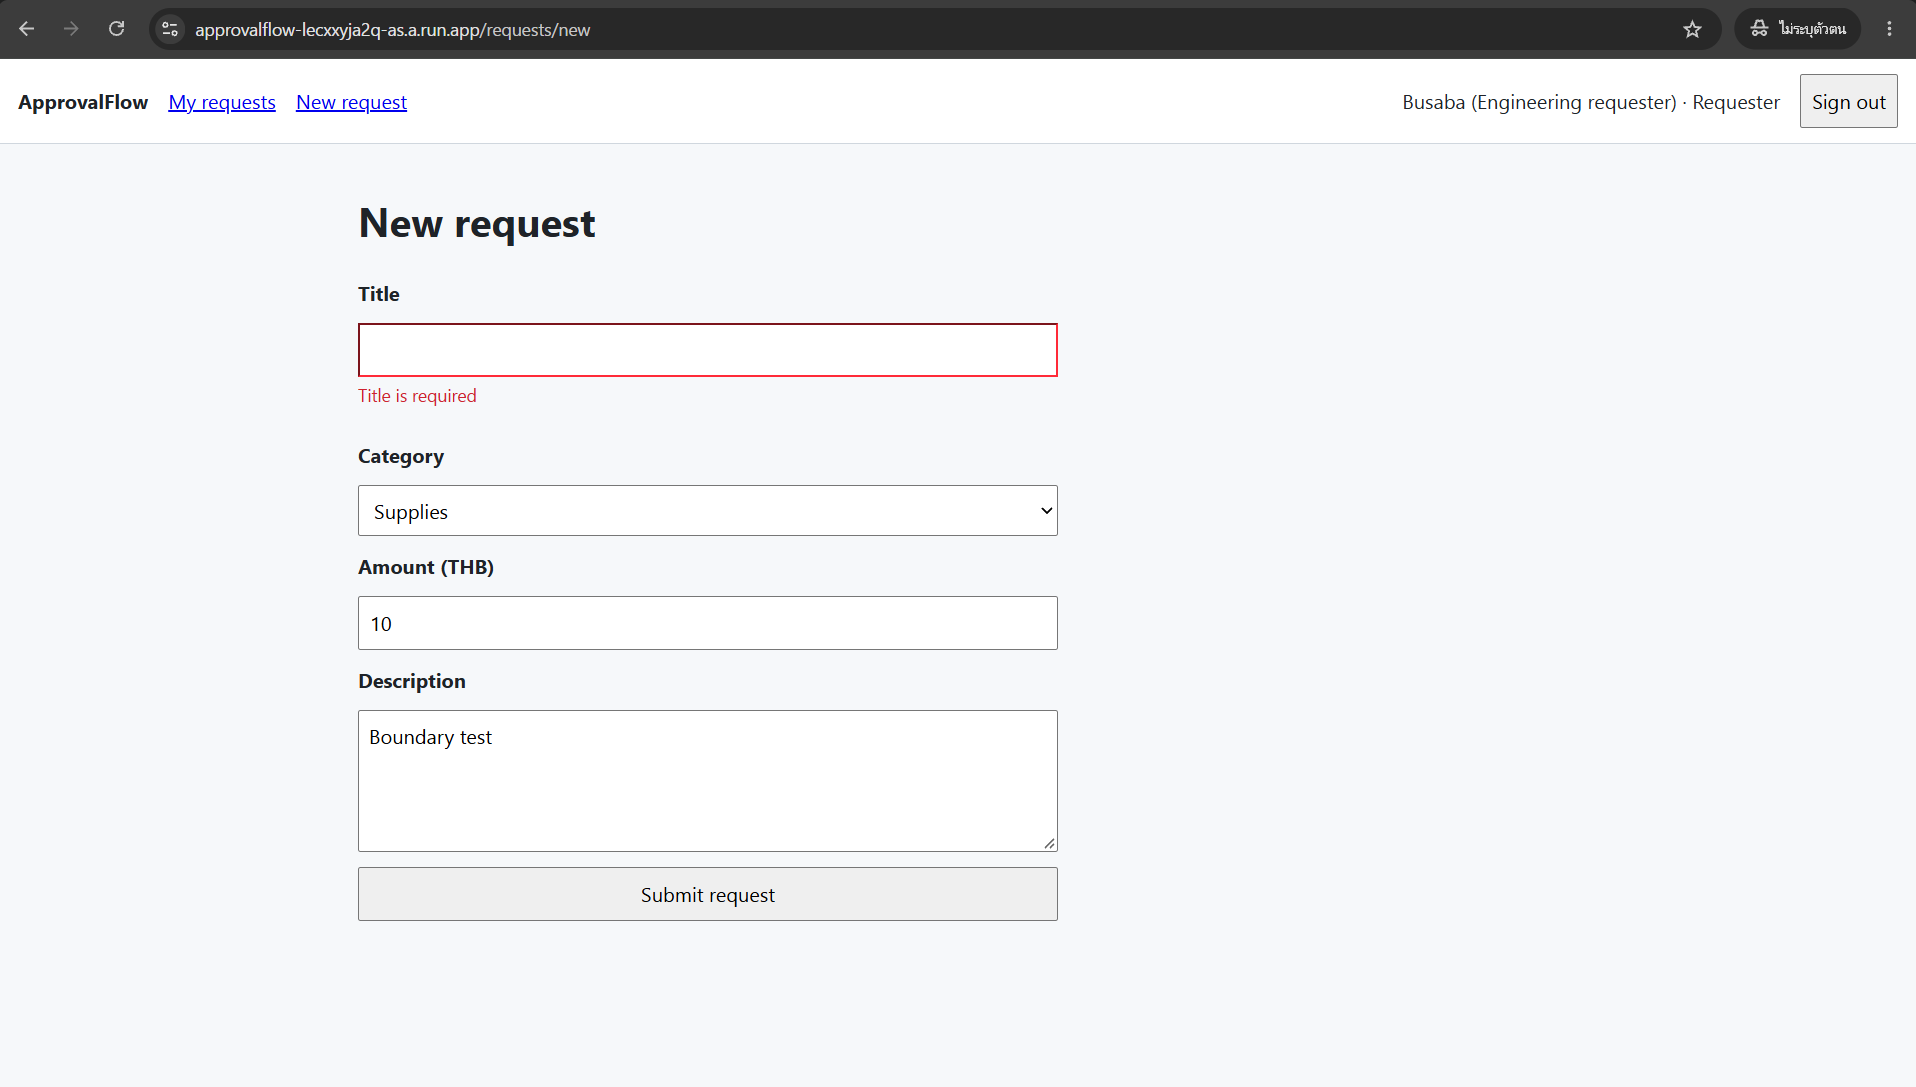 approvalflow-lecxxyja2q-as.a.run.app/requests/new
ไม่ระบุตัวตน
ApprovalFlow My requests New request
Busaba (Engineering requester) · Requester Sign out
New request
Title
Title is required
Category
Supplies
Amount (THB)
10
Description
Boundary test
Submit request